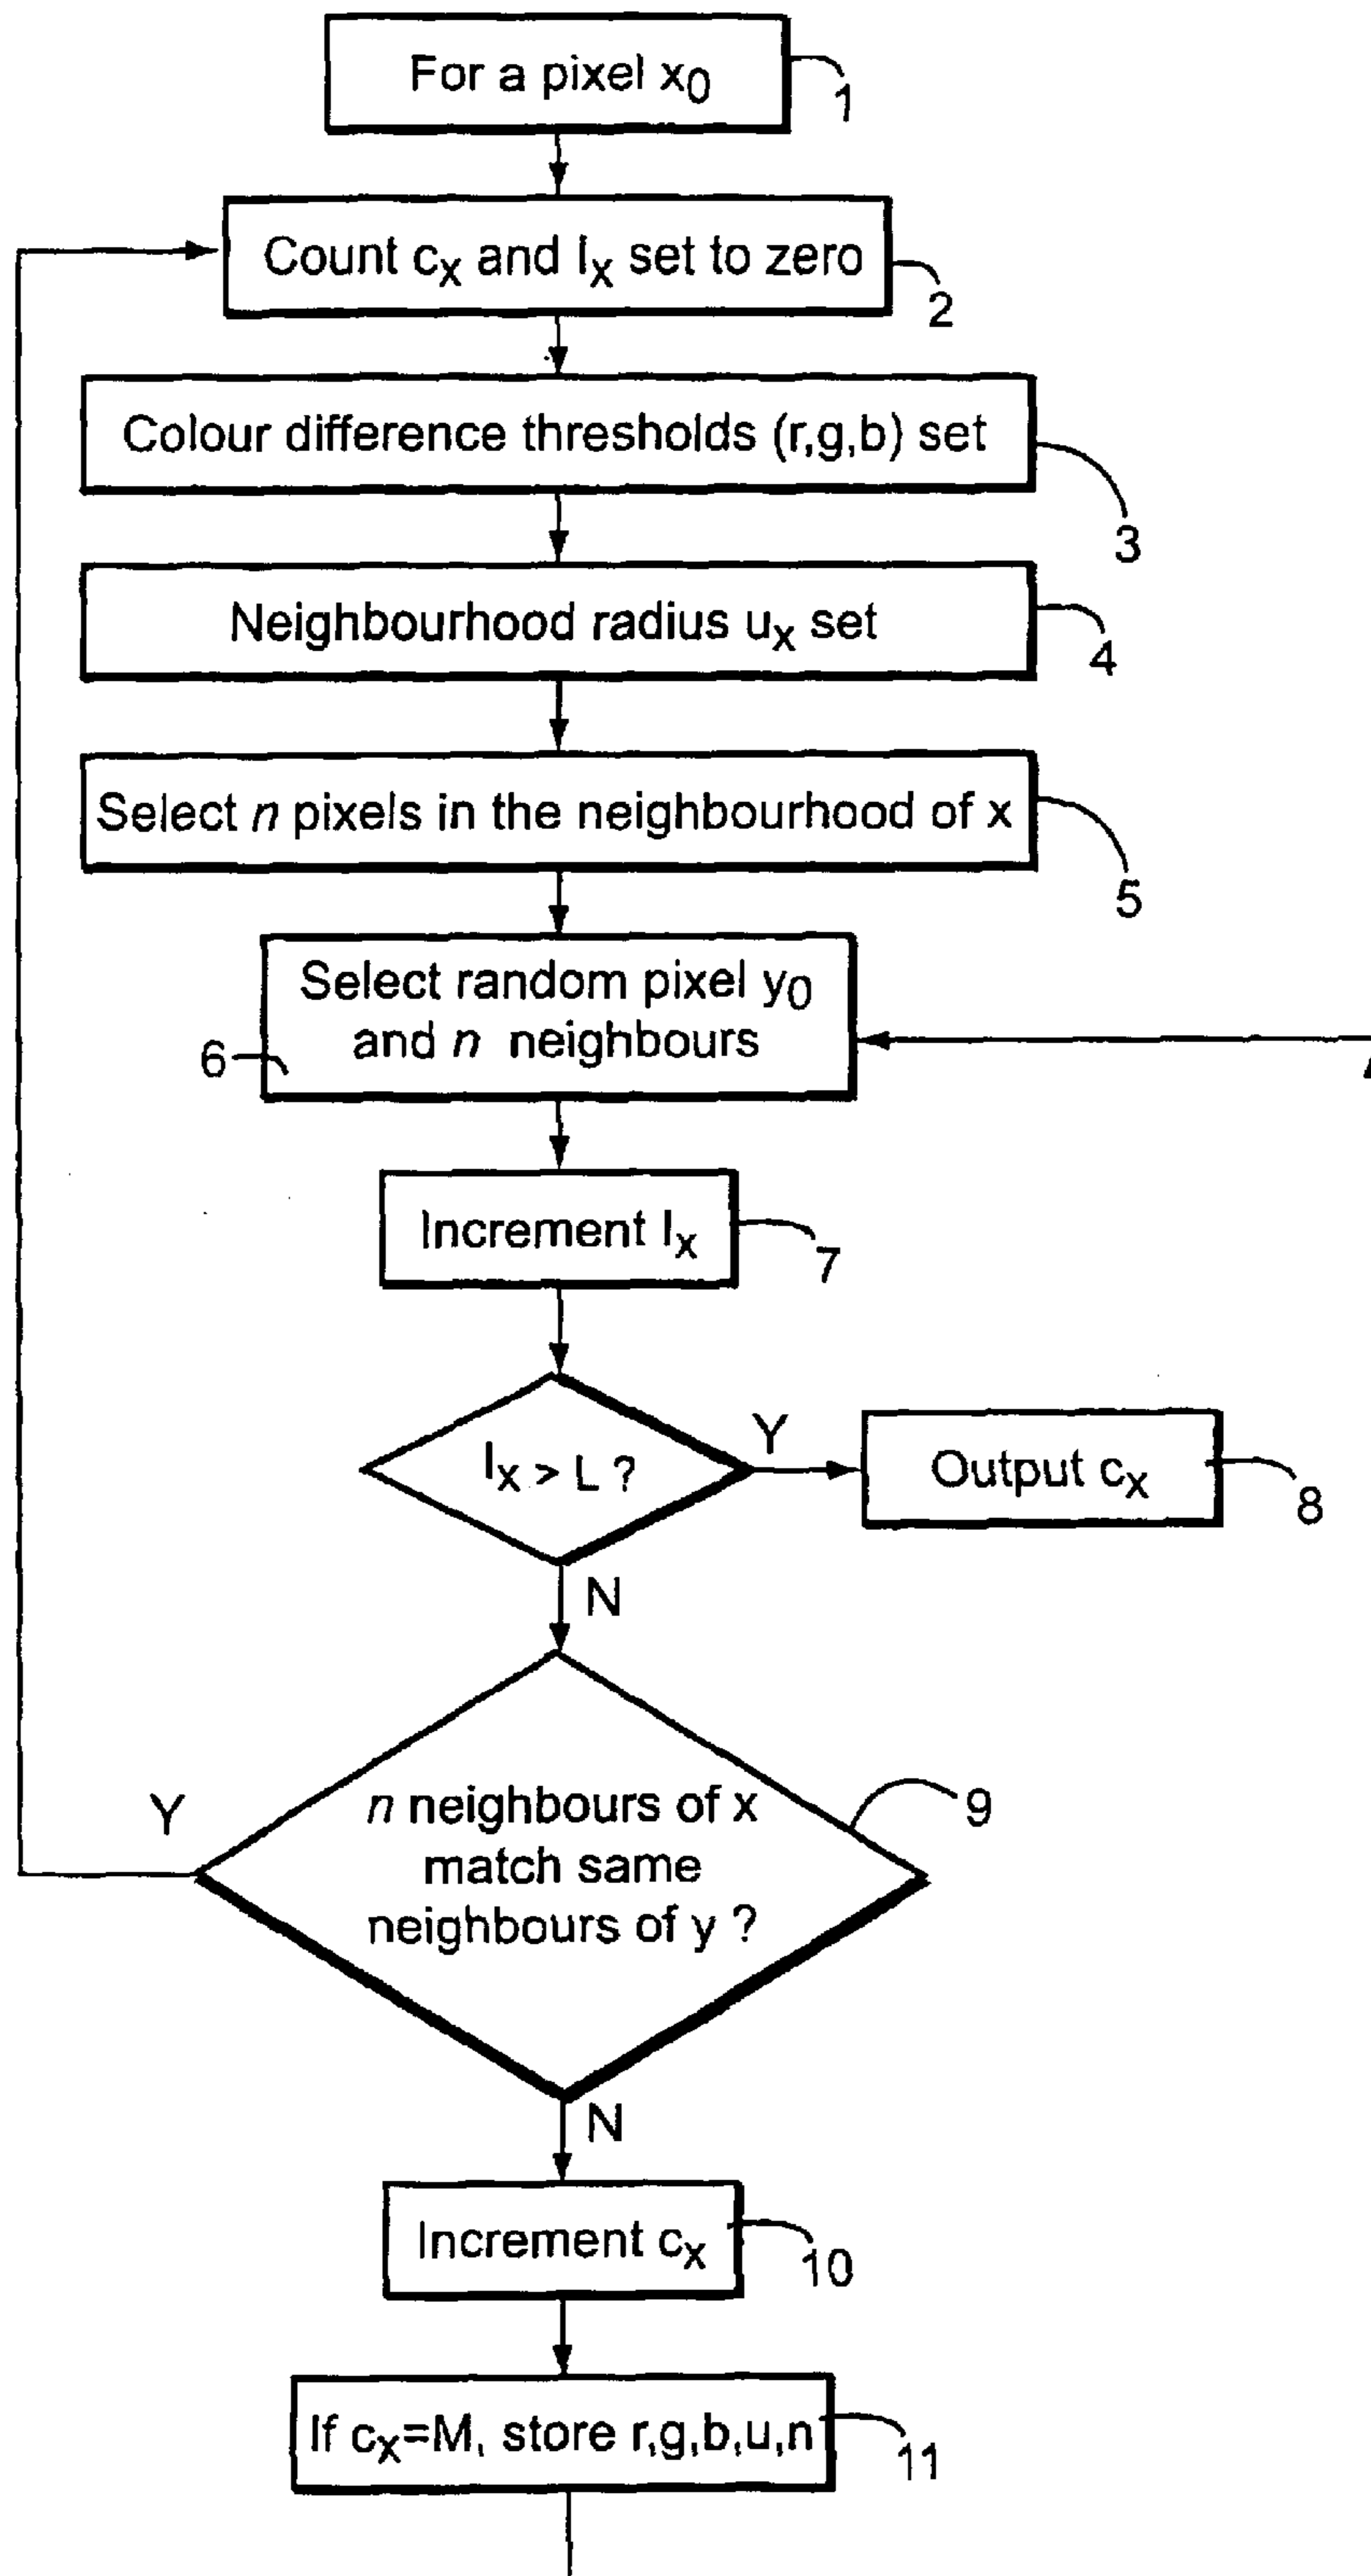 For a pixel x0
1
Count cx and Ix set to zero
2
Colour difference thresholds (r,g,b) set
3
Neighbourhood radius ux set
4
Select n pixels in the neighbourhood of x
5
Select random pixel y0
and n neighbours
6
Increment Ix
7
Ix > L ?
Y
Output cx
8
N
n neighbours of x
match same
neighbours of y ?
Y
9
N
Increment cx
10
If cx=M, store r,g,b,u,n
11